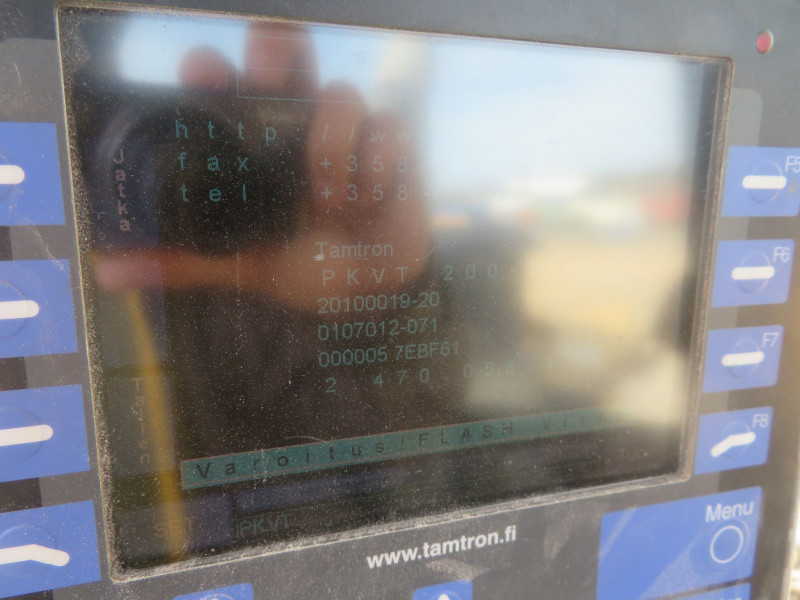 http://ww
fax +358
tel +358
Jatka
Tamtron
PKVT 200
20100019-20
0107012-071
000005 7EBF61
2 470
Varoitus!FLASH
SET PKVT
www.tamtron.fi
F5
F6
F7
F8
Menu